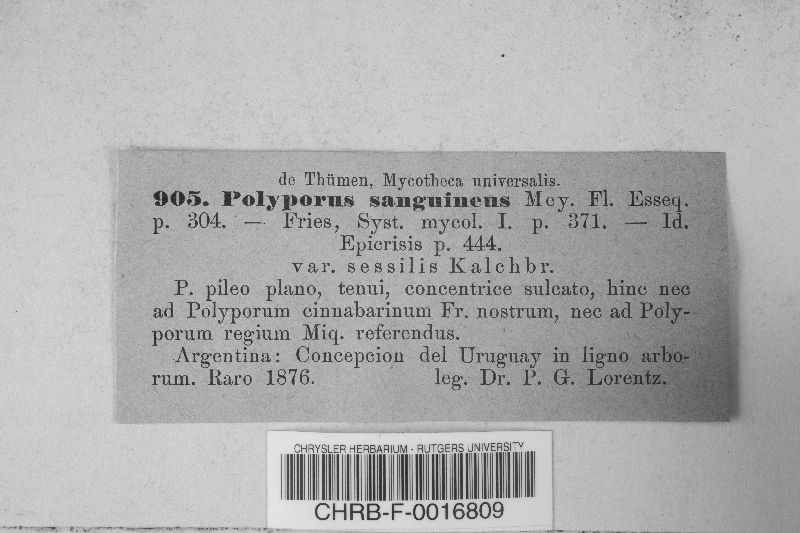 de Thümen, Mycotheca universalis.
905. Polyporus sanguineus Mey. Fl. Esseq.
p. 304. — Fries, Syst. mycol. I. p. 371. — Id.
Epicrisis p. 444.
var. sessilis Kalchbr.
P. pileo plano, tenui, concentrice sulcato, hinc nec
ad Polyporum cinnabarinum Fr. nostrum, nec ad Poly-
porum regium Miq. referendus.
Argentina: Concepcion del Uruguay in ligno arbo-
rum. Raro 1876. leg. Dr. P. G. Lorentz.
CHRYSLER HERBARIUM - RUTGERS UNIVERSITY
CHRB-F-0016809